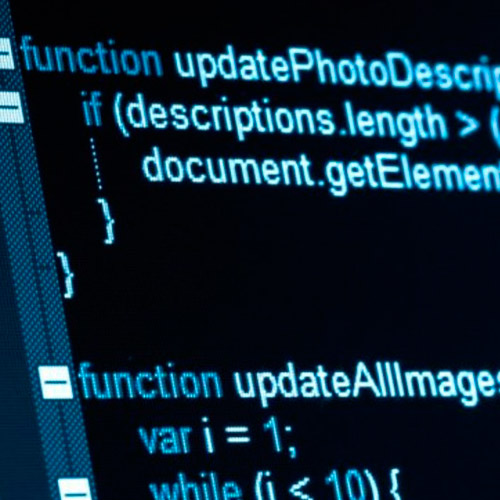 function updatePhotoDescrip
if (descriptions.length > (
document.getElemen
}
}
function updateAllImages
var i = 1;
while (i < 10) {